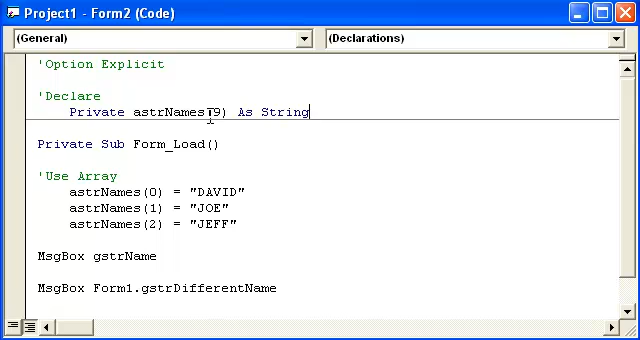 Project1 - Form2 (Code)
(General) (Declarations)
'Option Explicit
'Declare
Private astrNames(9) As String
Private Sub Form_Load()
'Use Array
astrNames(0) = "DAVID"
astrNames(1) = "JOE"
astrNames(2) = "JEFF"
MsgBox gstrName
MsgBox Form1.gstrDifferentName